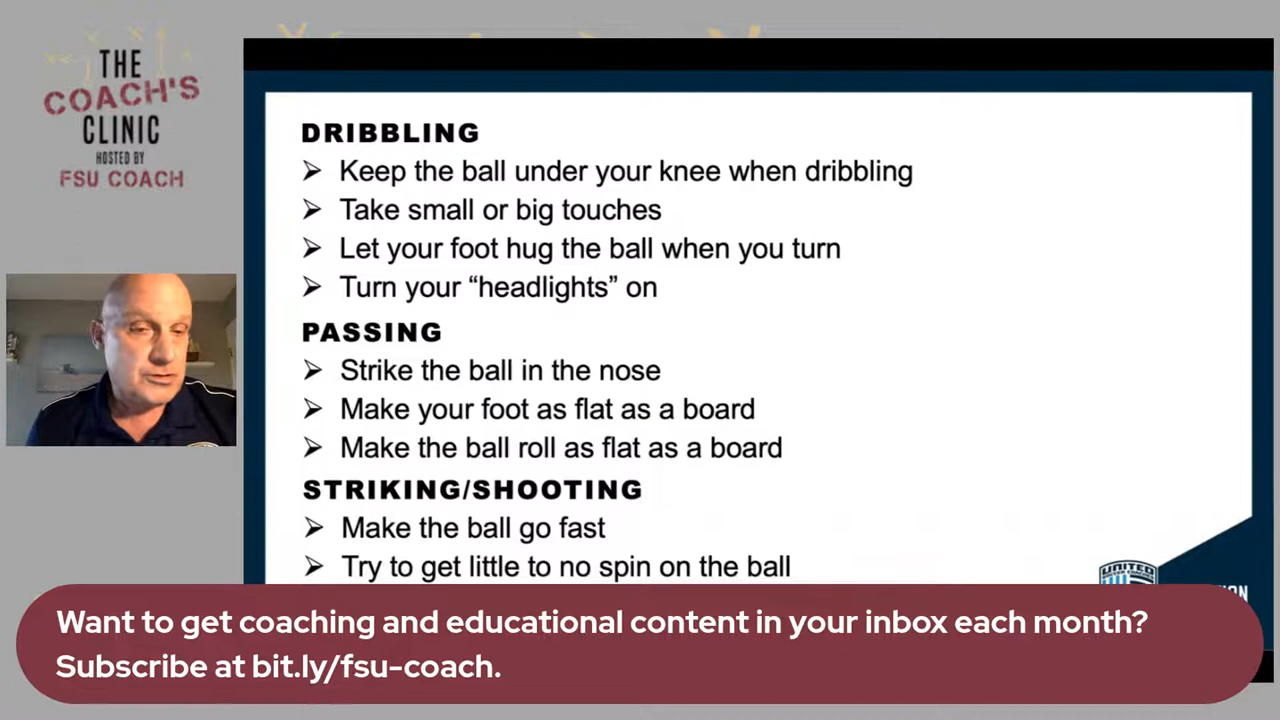 THE
COACH'S
CLINIC
HOSTED BY
FSU COACH
DRIBBLING
➢ Keep the ball under your knee when dribbling
➢ Take small or big touches
➢ Let your foot hug the ball when you turn
➢ Turn your “headlights” on
PASSING
➢ Strike the ball in the nose
➢ Make your foot as flat as a board
➢ Make the ball roll as flat as a board
STRIKING/SHOOTING
➢ Make the ball go fast
➢ Try to get little to no spin on the ball
UNITED
Want to get coaching and educational content in your inbox each month?
Subscribe at bit.ly/fsu-coach.